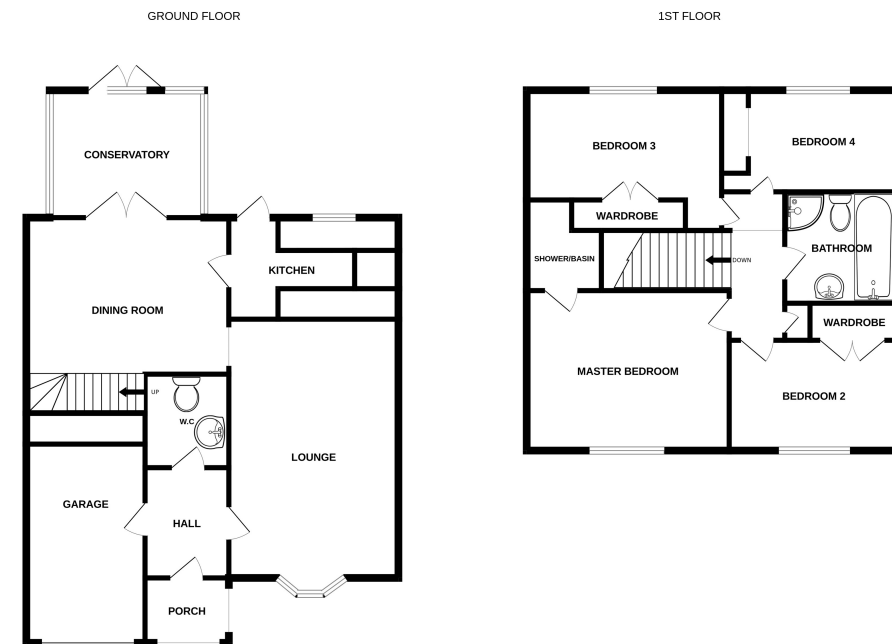 GROUND FLOOR
CONSERVATORY
KITCHEN
DINING ROOM
UP
W.C
LOUNGE
GARAGE
HALL
PORCH
1ST FLOOR
BEDROOM 3
BEDROOM 4
WARDROBE
BATHROOM
SHOWER/BASIN
DOWN
WARDROBE
MASTER BEDROOM
BEDROOM 2